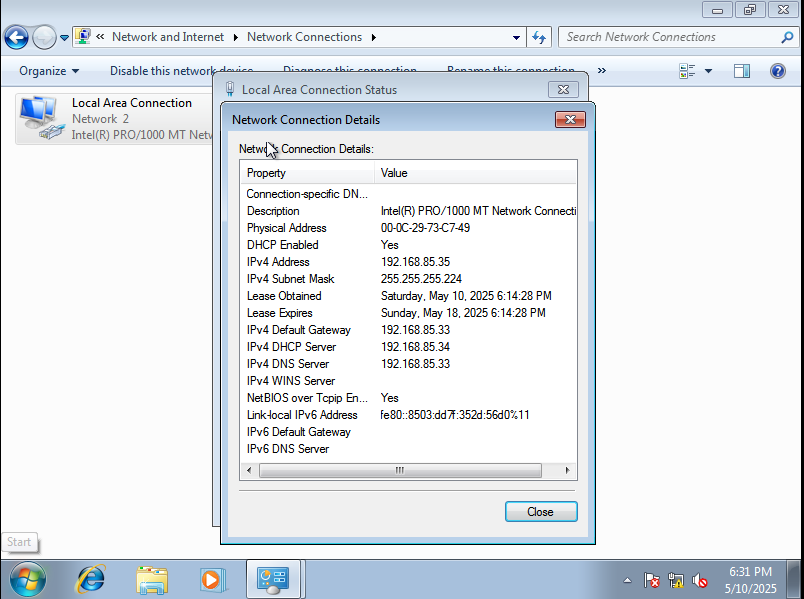 « Network and Internet ▸ Network Connections ▸
Search Network Connections
Organize
Disable this network device
Diagnose this connection
Rename this connection
»
Local Area Connection
Network 2
Intel(R) PRO/1000 MT Netw
Local Area Connection Status
Network Connection Details
Network Connection Details:
Property Value
Connection-specific DN...
Description Intel(R) PRO/1000 MT Network Connecti
Physical Address 00-0C-29-73-C7-49
DHCP Enabled Yes
IPv4 Address 192.168.85.35
IPv4 Subnet Mask 255.255.255.224
Lease Obtained Saturday, May 10, 2025 6:14:28 PM
Lease Expires Sunday, May 18, 2025 6:14:28 PM
IPv4 Default Gateway 192.168.85.33
IPv4 DHCP Server 192.168.85.34
IPv4 DNS Server 192.168.85.33
IPv4 WINS Server
NetBIOS over Tcpip En... Yes
Link-local IPv6 Address fe80::8503:dd7f:352d:56d0%11
IPv6 Default Gateway
IPv6 DNS Server
Close
Start
6:31 PM
5/10/2025